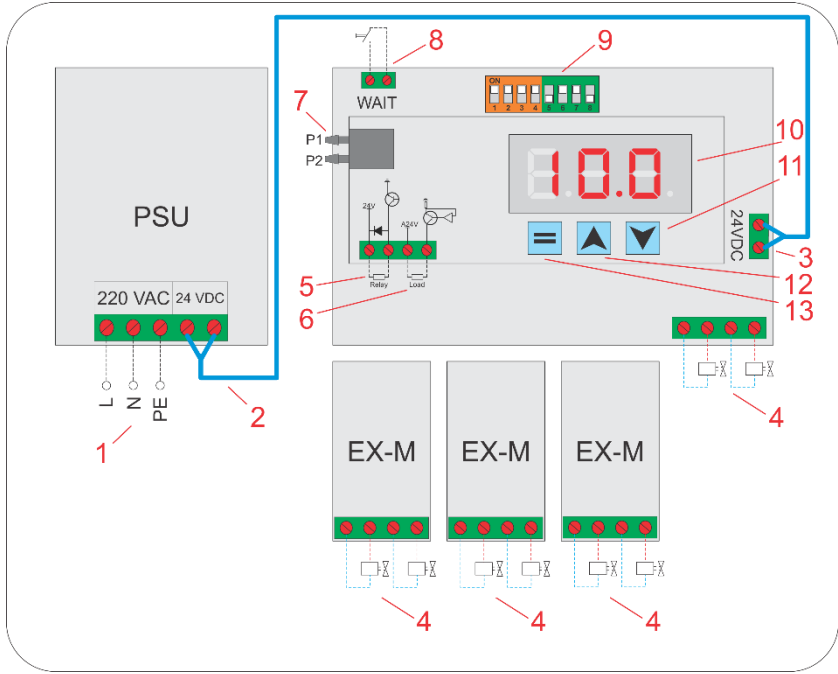 8
9
ON
1 2 3 4 5 6 7 8
WAIT
7
P1
P2
10
10.0
11
PSU
24V
A24V
24VDC
3
5
Relay
Load
6
12
13
220 VAC 24 VDC
L
N
PE
1
2
4
EX-M
EX-M
EX-M
4
4
4